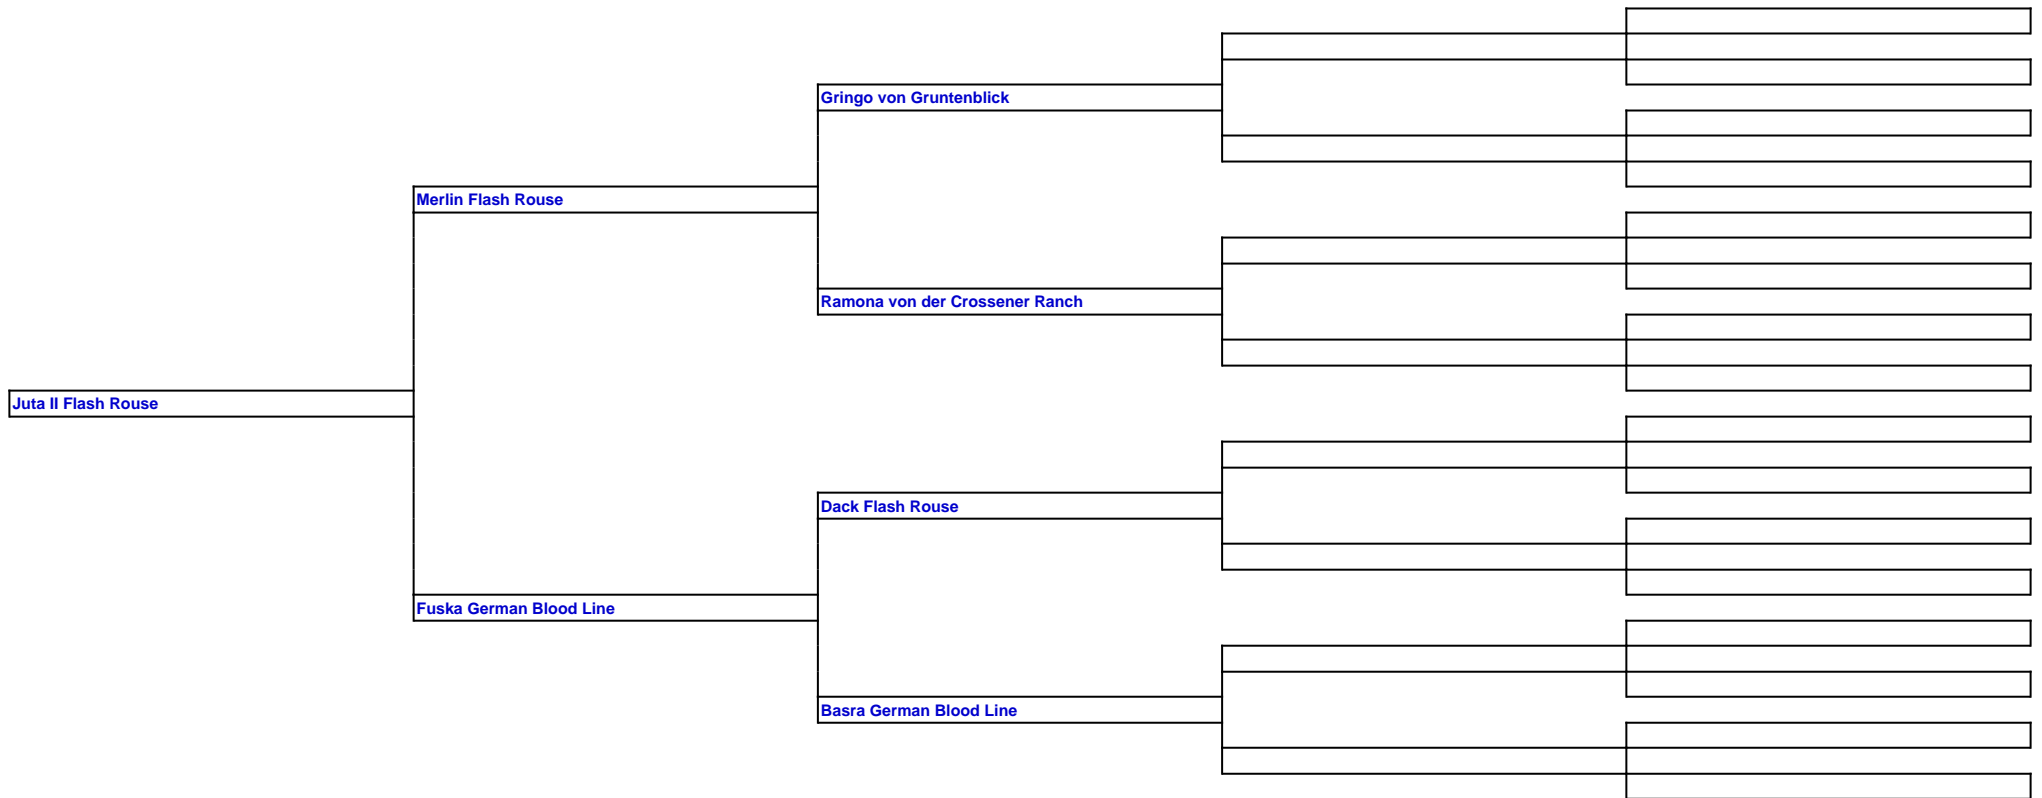 Gringo von Gruntenblick
Merlin Flash Rouse
Ramona von der Crossener Ranch
Juta II Flash Rouse
Dack Flash Rouse
Fuska German Blood Line
Basra German Blood Line